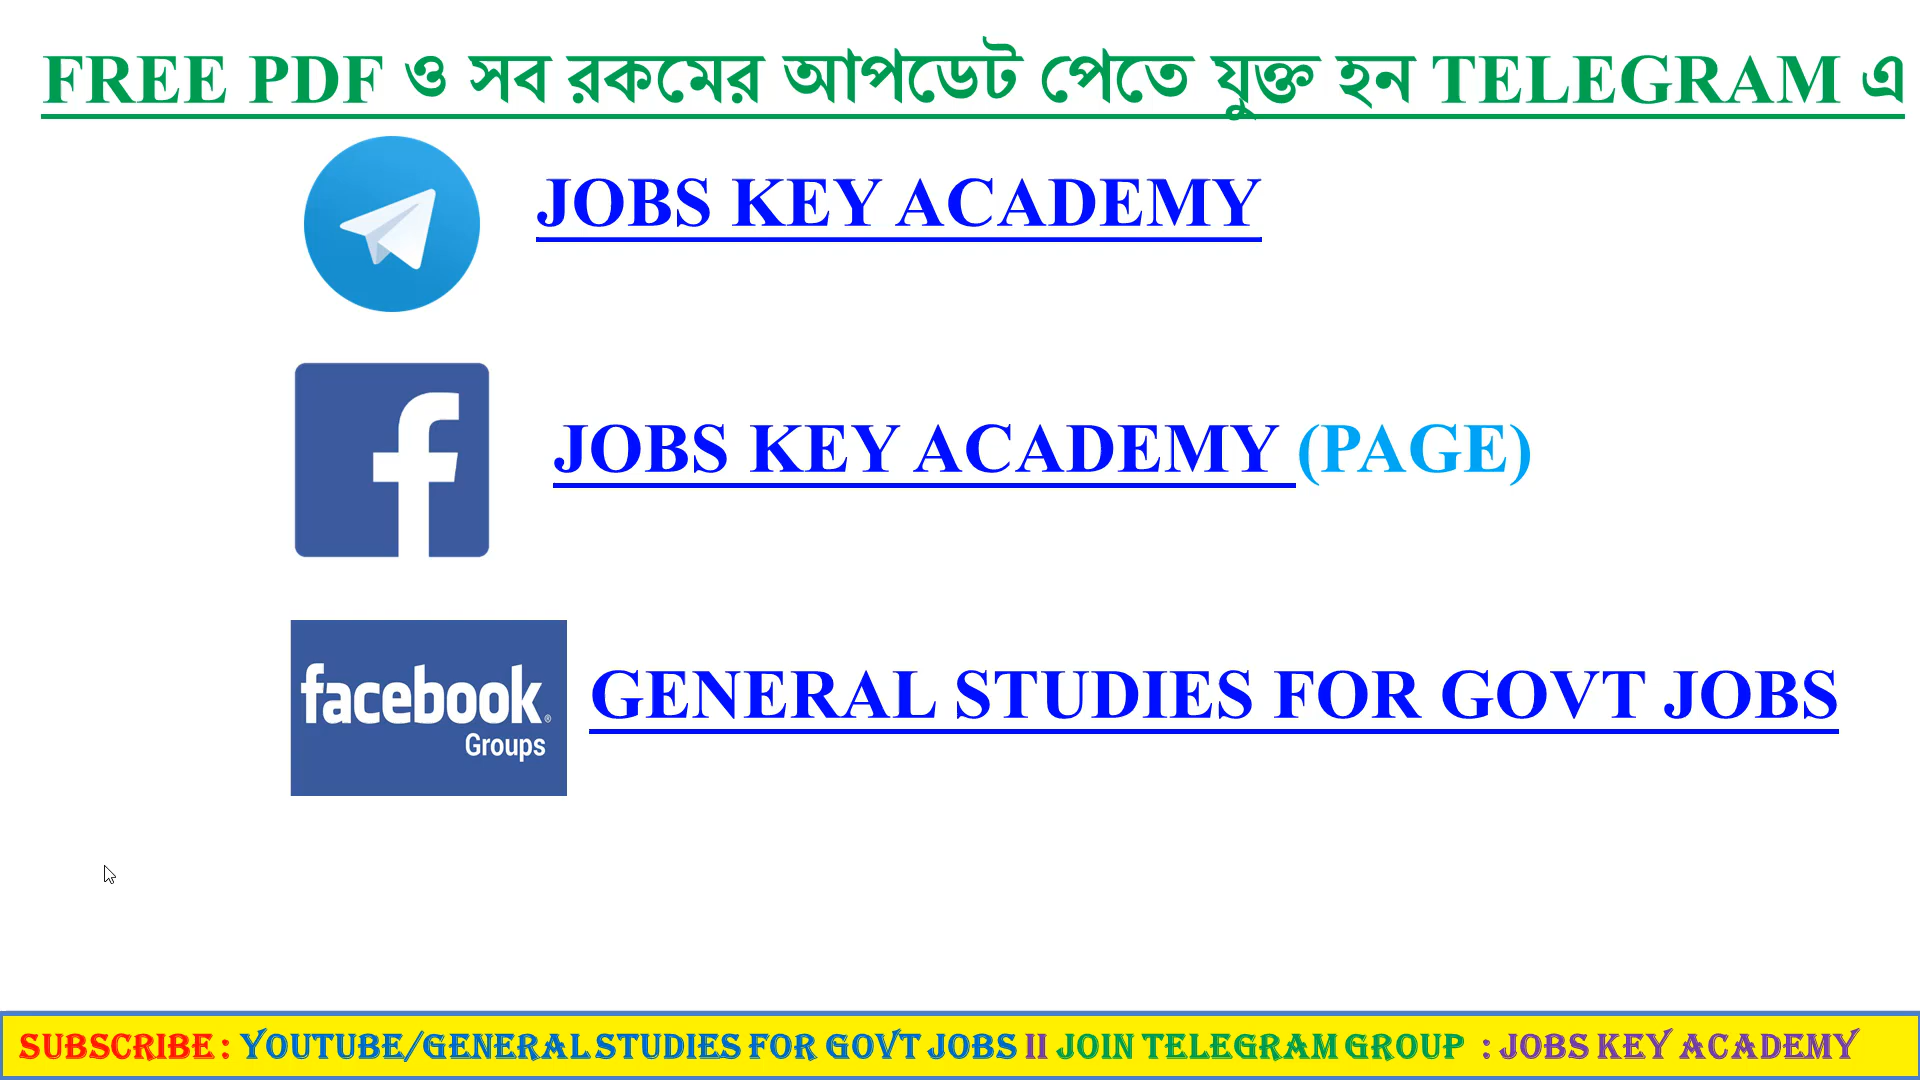 FREE PDF ও সব রকমের আপডেট পেতে যুক্ত হন TELEGRAM এ
JOBS KEY ACADEMY
JOBS KEY ACADEMY (PAGE)
facebook®
Groups
GENERAL STUDIES FOR GOVT JOBS
SUBSCRIBE : YOUTUBE/GENERAL STUDIES FOR GOVT JOBS II JOIN TELEGRAM GROUP : JOBS KEY ACADEMY